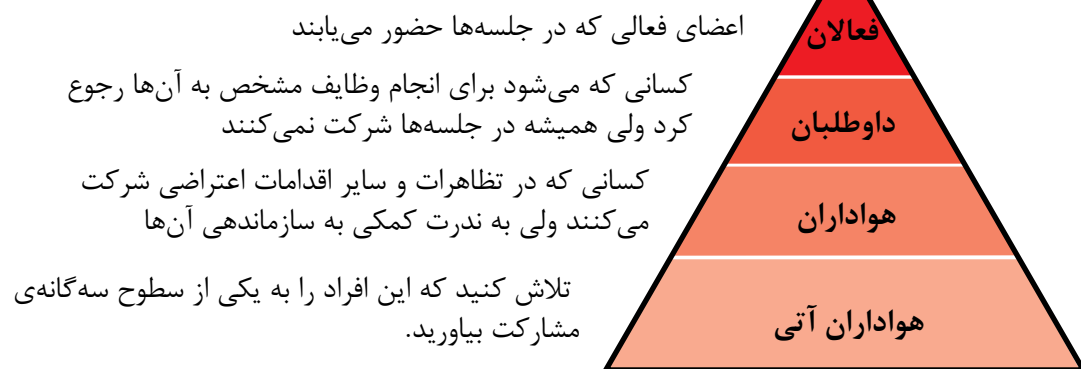 فعالان
اعضای فعالی که در جلسه‌ها حضور می‌یابند
داوطلبان
کسانی که می‌شود برای انجام وظایف مشخص به آن‌ها رجوع
کرد ولی همیشه در جلسه‌ها شرکت نمی‌کنند
هواداران
کسانی که در تظاهرات و سایر اقدامات اعتراضی شرکت
می‌کنند ولی به ندرت کمکی به سازماندهی آن‌ها
هواداران آتی
تلاش کنید که این افراد را به یکی از سطوح سه‌گانه‌ی
مشارکت بیاورید.